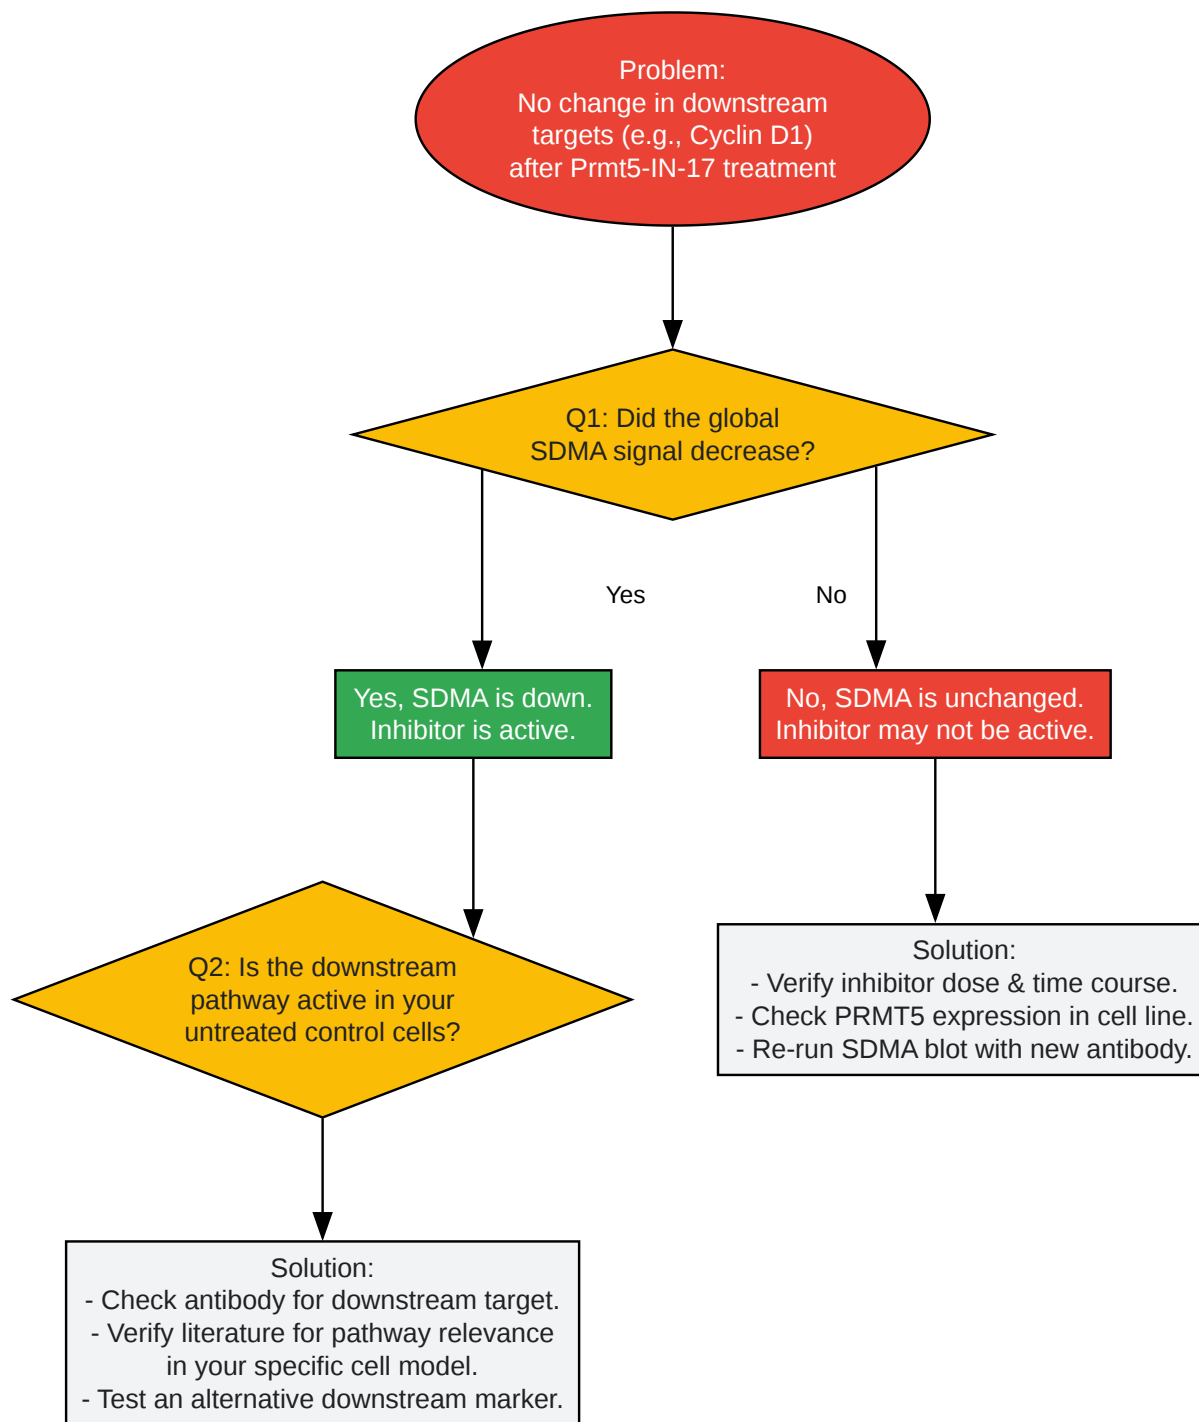 Problem:
No change in downstream
targets (e.g., Cyclin D1)
after Prmt5-IN-17 treatment
Q1: Did the global
SDMA signal decrease?
Yes
No
Yes, SDMA is down.
Inhibitor is active.
No, SDMA is unchanged.
Inhibitor may not be active.
Q2: Is the downstream
pathway active in your
untreated control cells?
Solution:
- Verify inhibitor dose & time course.
- Check PRMT5 expression in cell line.
- Re-run SDMA blot with new antibody.
Solution:
- Check antibody for downstream target.
- Verify literature for pathway relevance
in your specific cell model.
- Test an alternative downstream marker.